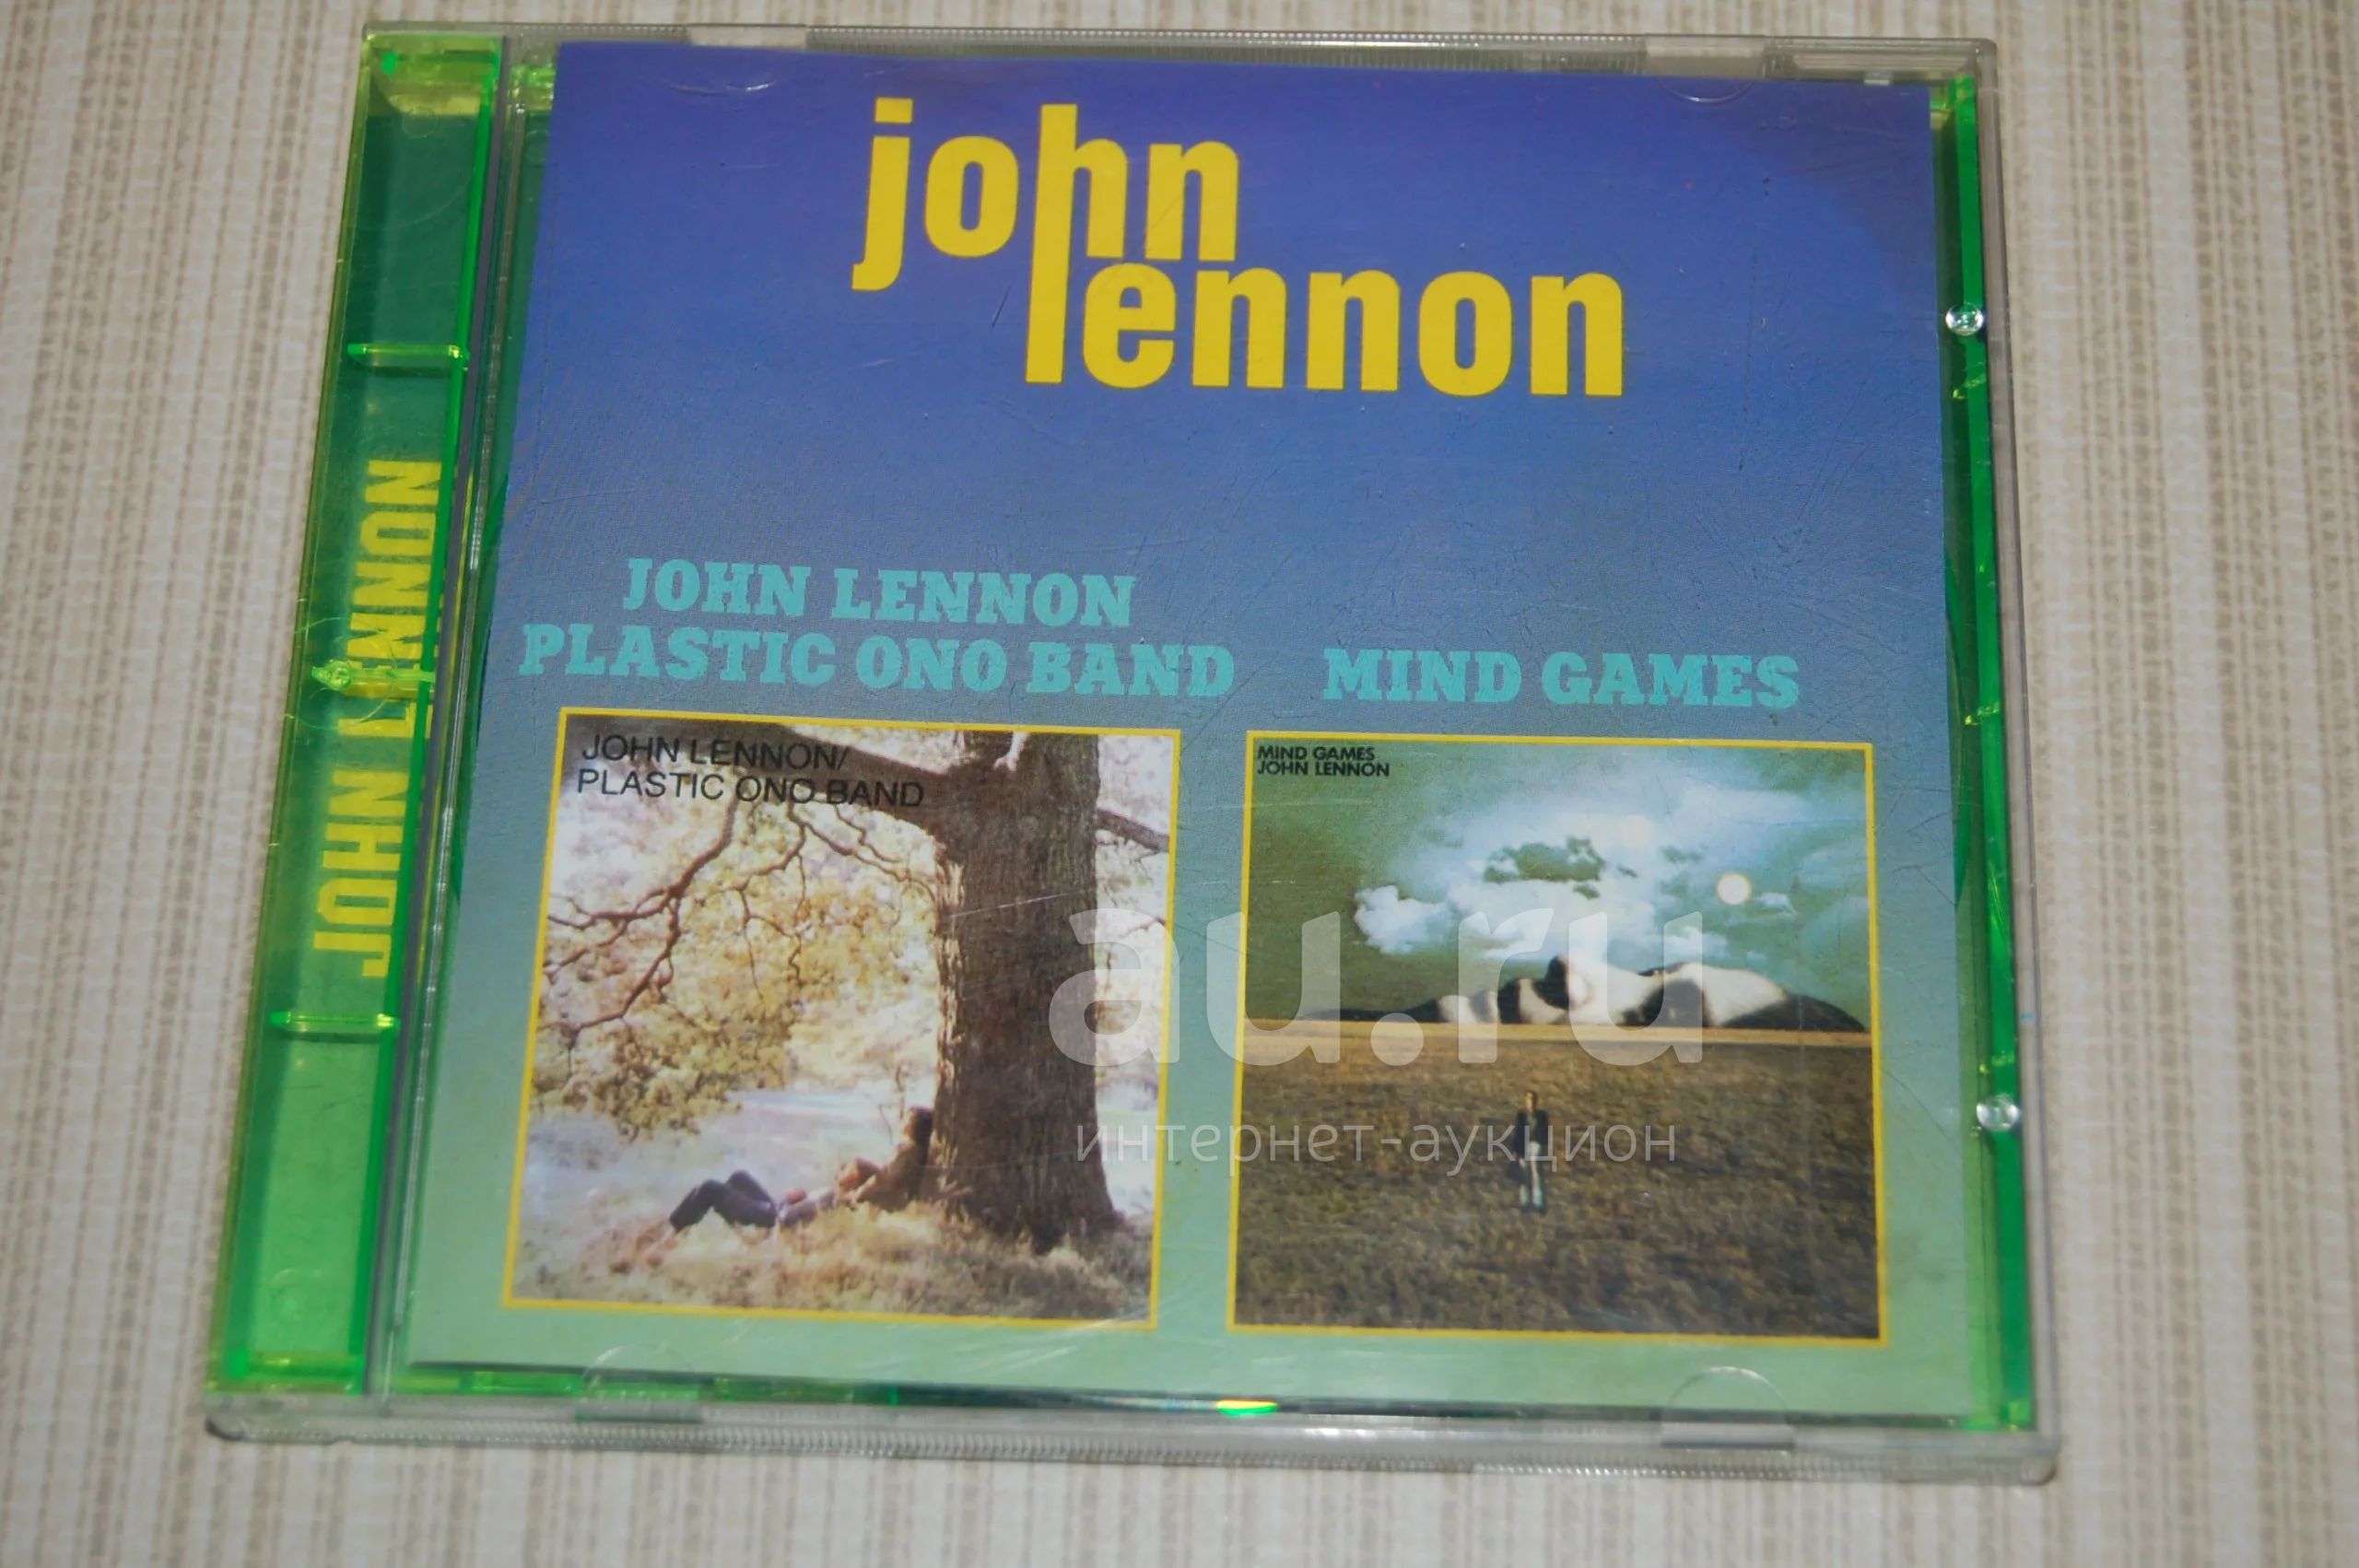 john
lennon
JOHN LENNON
JOHN LENNON
PLASTIC ONO BAND
MIND GAMES
JOHN LENNON/
PLASTIC ONO BAND
MIND GAMES
JOHN LENNON
au.ru
интернет-аукцион